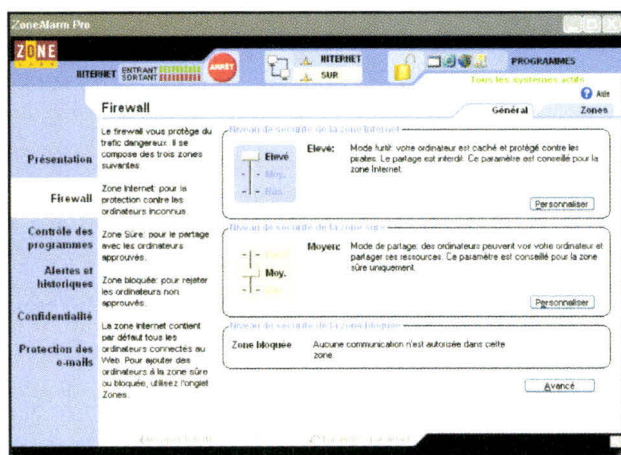 ZoneAlarm Pro
ZONE
LABS
INTERNET
ENTRANT
SORTANT
ARRÊT
INTERNET
SUR
PROGRAMMES
Tous les systèmes actifs
Aide
Firewall
Général
Zones
Présentation
Firewall
Contrôle des
programmes
Alertes et
historiques
Confidentialité
Protection des
e-mails
Le firewall vous protège du
trafic dangereux. Il se
compose des trois zones
suivantes:
Zone Internet: pour la
protection contre les
ordinateurs inconnus.
Zone Sûre: pour le partage
avec les ordinateurs
approuvés.
Zone bloquée: pour rejeter
les ordinateurs non
approuvés.
La zone Internet contient
par défaut tous les
ordinateurs connectés au
Web. Pour ajouter des
ordinateurs à la zone sûre
ou bloquée, utilisez l'onglet
Zones.
Niveau de sécurité de la zone Internet
Elevé
Moy.
Bas.
Elevé: Mode furtif: votre ordinateur est caché et protégé contre les
pirates. Le partage est interdit. Ce paramètre est conseillé pour la
zone Internet.
Personnaliser
Niveau de sécurité de la zone sûre
Moy.
Moyen: Mode de partage: des ordinateurs peuvent voir votre ordinateur et
partager ses ressources. Ce paramètre est conseillé pour la zone
sûre uniquement.
Personnaliser
Niveau de sécurité de la zone bloquée
Zone bloquée Aucune communication n'est autorisée dans cette
zone.
Avancé